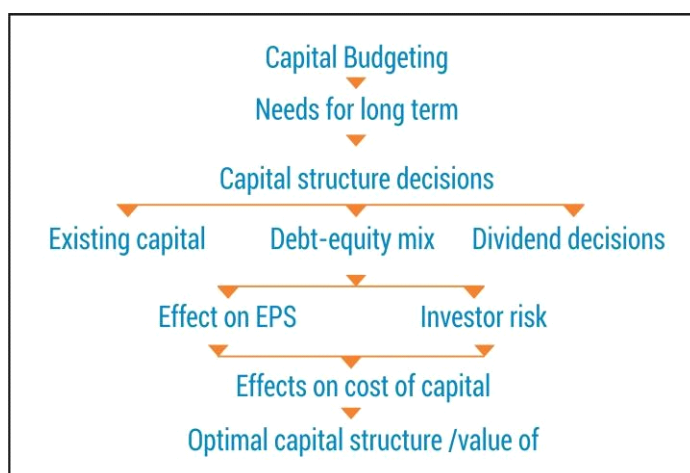 Capital Budgeting
Needs for long term
Capital structure decisions
Existing capital
Debt-equity mix
Dividend decisions
Effect on EPS
Investor risk
Effects on cost of capital
Optimal capital structure /value of